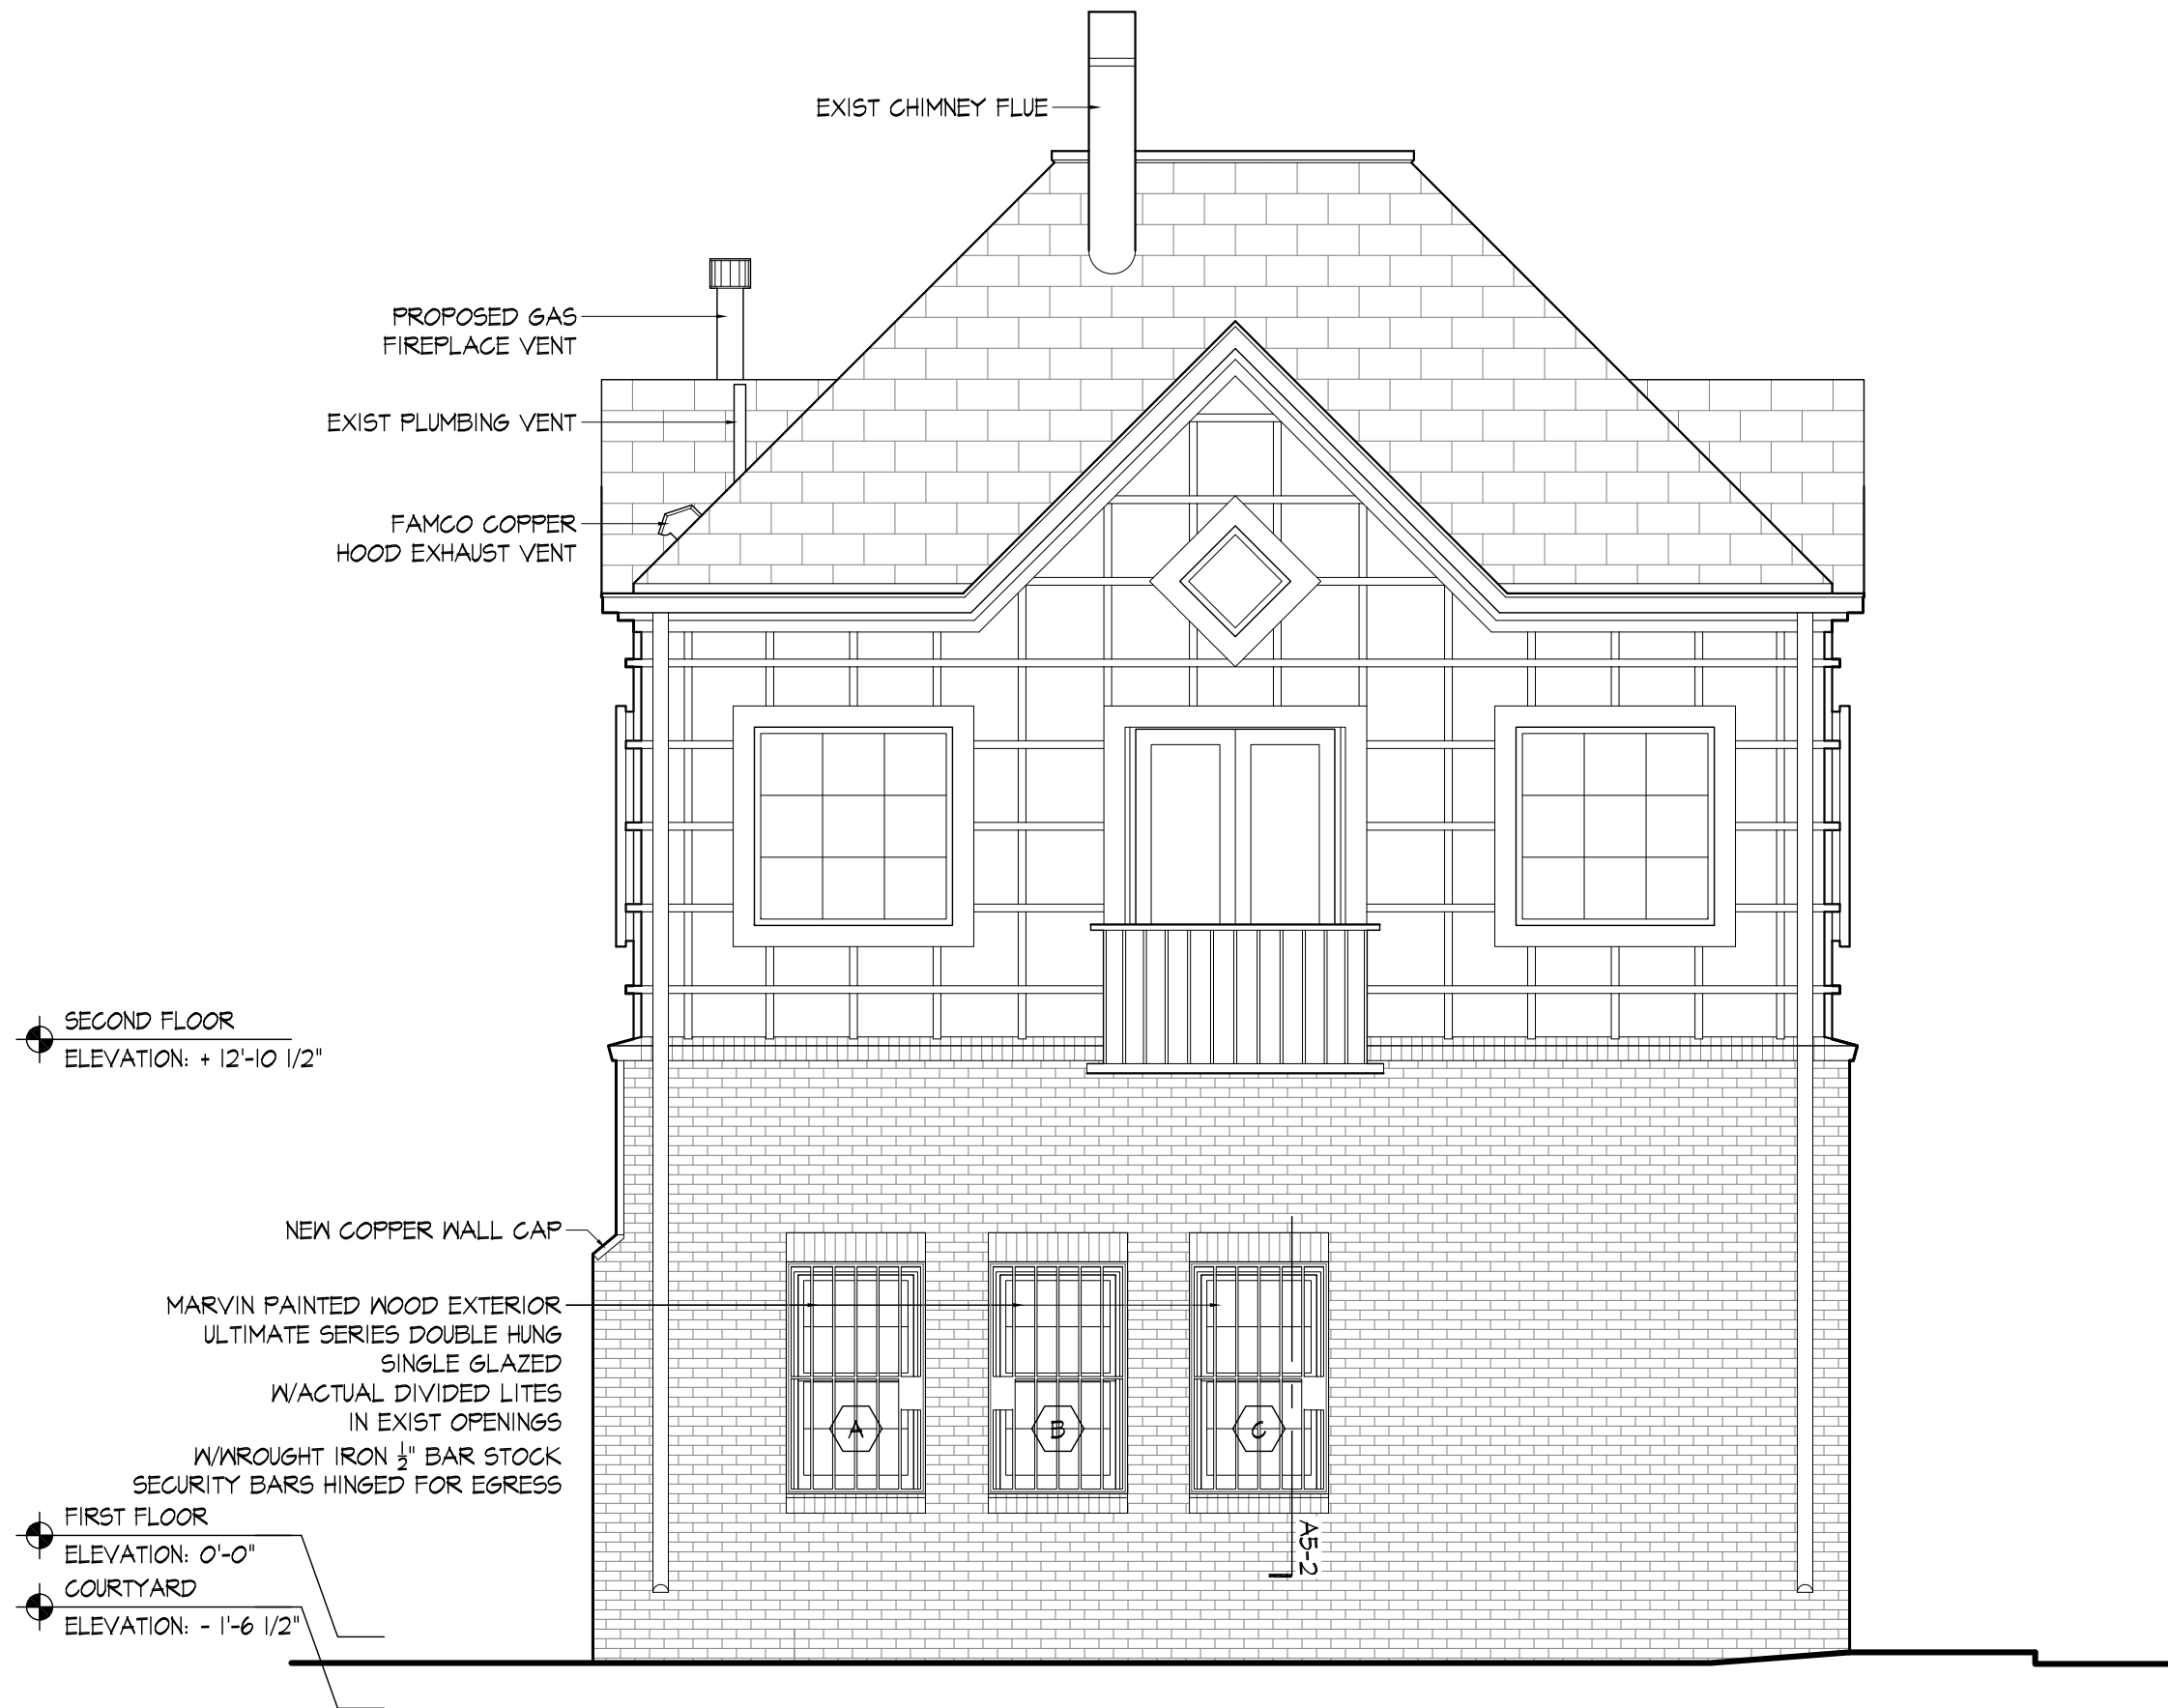 EXIST CHIMNEY FLUE
PROPOSED GAS
FIREPLACE VENT
EXIST PLUMBING VENT
FAMCO COPPER
HOOD EXHAUST VENT
SECOND FLOOR
ELEVATION: + 12'-10 1/2"
NEW COPPER WALL CAP
MARVIN PAINTED WOOD EXTERIOR
ULTIMATE SERIES DOUBLE HUNG
SINGLE GLAZED
W/ACTUAL DIVIDED LITES
IN EXIST OPENINGS
W/WROUGHT IRON 1/2" BAR STOCK
SECURITY BARS HINGED FOR EGRESS
A
B
C
A5-2
FIRST FLOOR
ELEVATION: 0'-0"
COURTYARD
ELEVATION: - 1'-6 1/2"